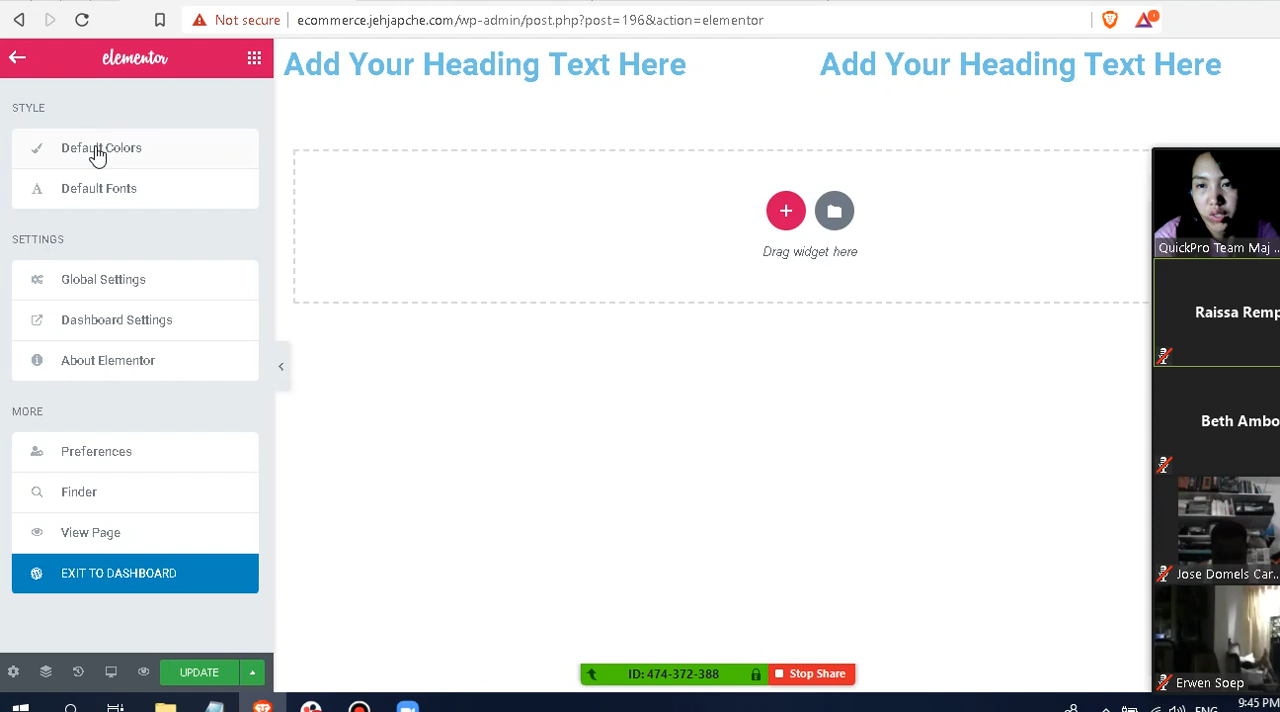 Not secure
ecommerce.jehjapche.com/wp-admin/post.php?post=196&action=elementor
elementor
Add Your Heading Text Here
Add Your Heading Text Here
STYLE
Default Colors
Default Fonts
Drag widget here
QuickPro Team Maj ...
SETTINGS
Global Settings
Dashboard Settings
About Elementor
Raissa Remp
Beth Ambo
MORE
Preferences
Finder
View Page
EXIT TO DASHBOARD
Jose Domels Car...
UPDATE
ID: 474-372-388
Stop Share
Erwen Soep
ENG
9:45 PM